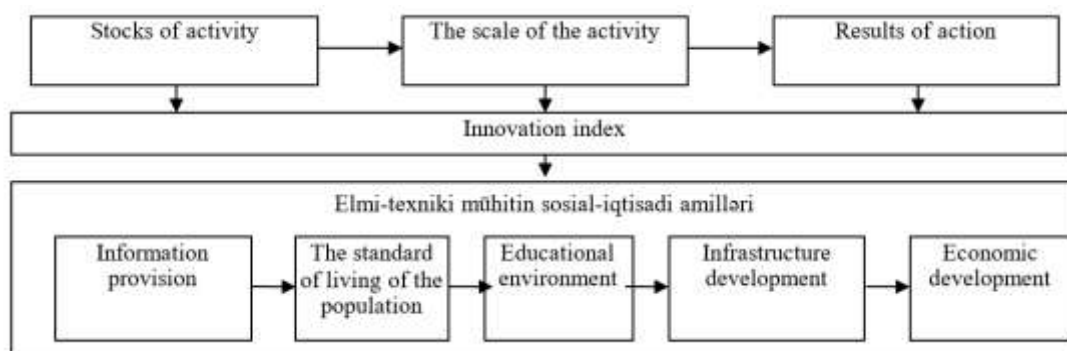 Stocks of activity
The scale of the activity
Results of action
Innovation index
Elmi-texniki mühitin sosial-iqtisadi amilləri
Information
provision
The standard
of living of the
population
Educational
environment
Infrastructure
development
Economic
development